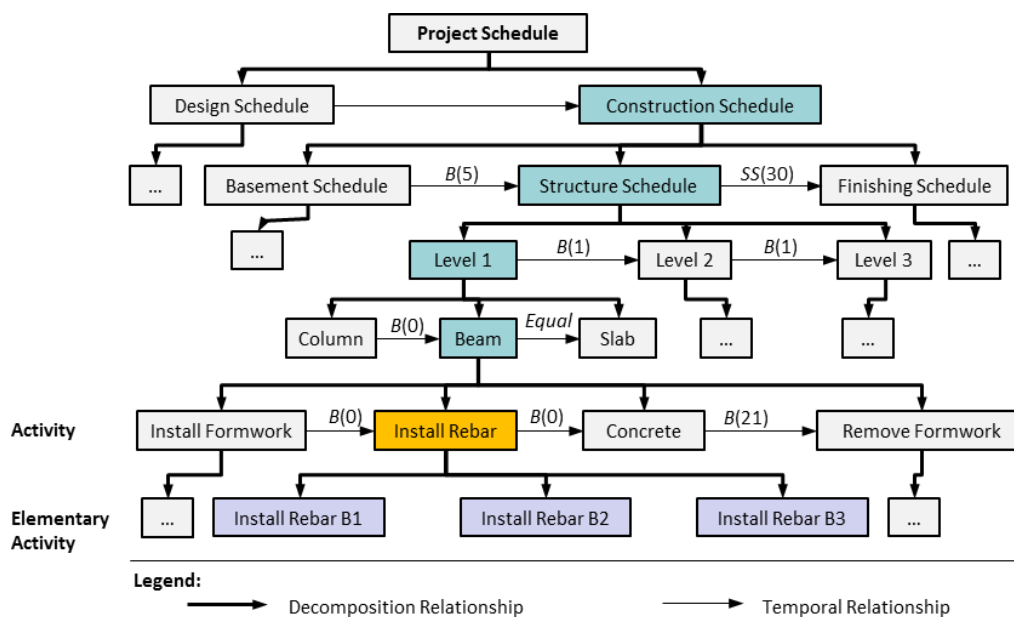 Project Schedule
Design Schedule
Construction Schedule
...
Basement Schedule
B(5)
Structure Schedule
SS(30)
Finishing Schedule
...
Level 1
B(1)
Level 2
B(1)
Level 3
...
Column
B(0)
Beam
Equal
Slab
...
...
Activity
Install Formwork
B(0)
Install Rebar
B(0)
Concrete
B(21)
Remove Formwork
Elementary
Activity
...
Install Rebar B1
Install Rebar B2
Install Rebar B3
...
Legend:
Decomposition Relationship
Temporal Relationship